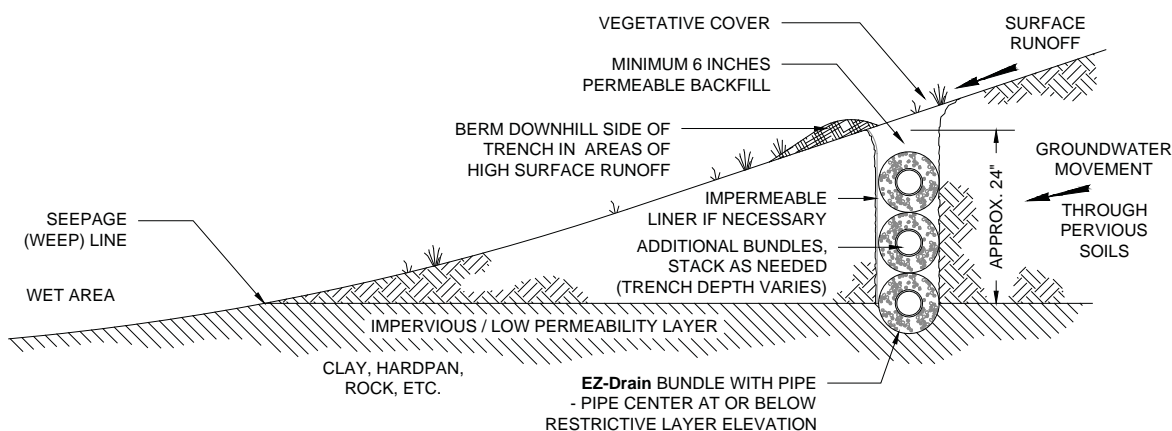 VEGETATIVE COVER
SURFACE
RUNOFF
MINIMUM 6 INCHES
PERMEABLE BACKFILL
BERM DOWNHILL SIDE OF
TRENCH IN AREAS OF
HIGH SURFACE RUNOFF
GROUNDWATER
MOVEMENT
THROUGH
PERVIOUS
SOILS
APPROX. 24"
IMPERMEABLE
LINER IF NECESSARY
SEEPAGE
(WEEP) LINE
ADDITIONAL BUNDLES,
STACK AS NEEDED
(TRENCH DEPTH VARIES)
WET AREA
IMPERVIOUS / LOW PERMEABILITY LAYER
CLAY, HARDPAN,
ROCK, ETC.
EZ-Drain BUNDLE WITH PIPE
- PIPE CENTER AT OR BELOW
RESTRICTIVE LAYER ELEVATION